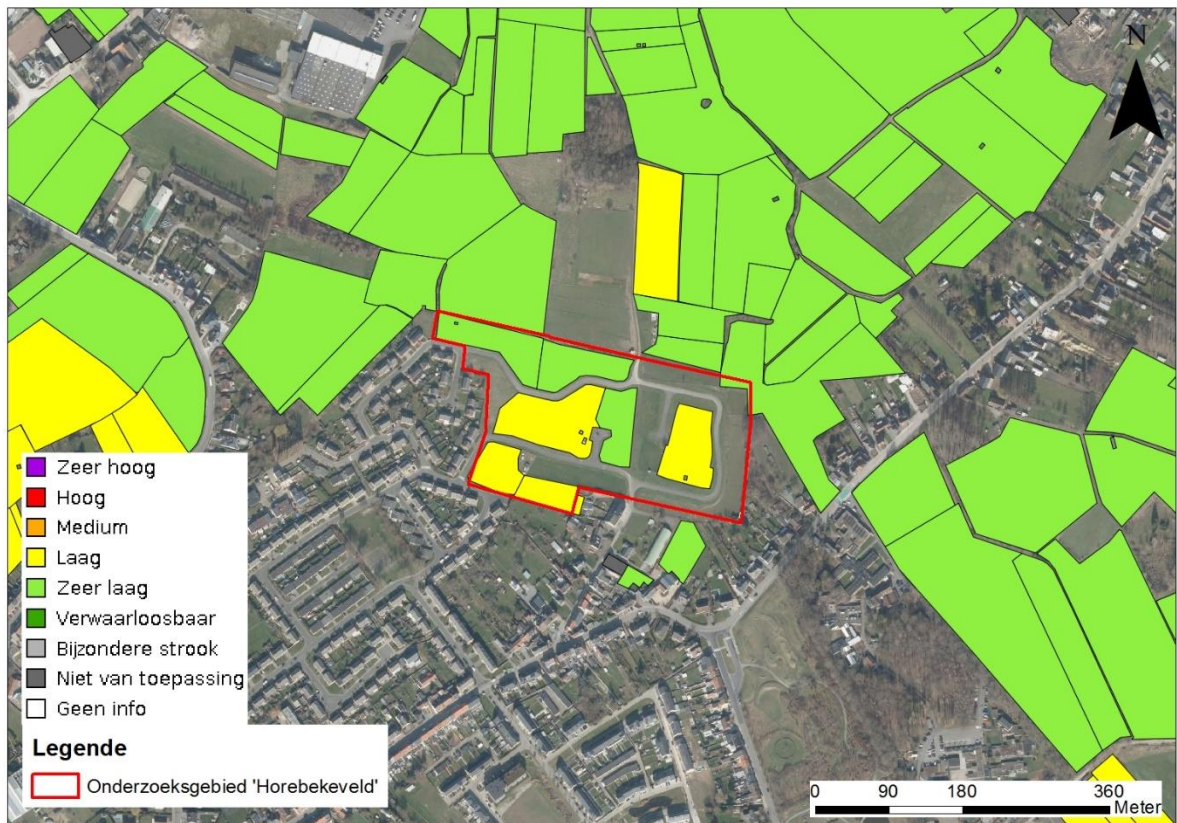 N
Zeer hoog
Hoog
Medium
Laag
Zeer laag
Verwaarloosbaar
Bijzondere strook
Niet van toepassing
Geen info
Legende
Onderzoeksgebied 'Horebekeveld'
0 90 180 360
Meter